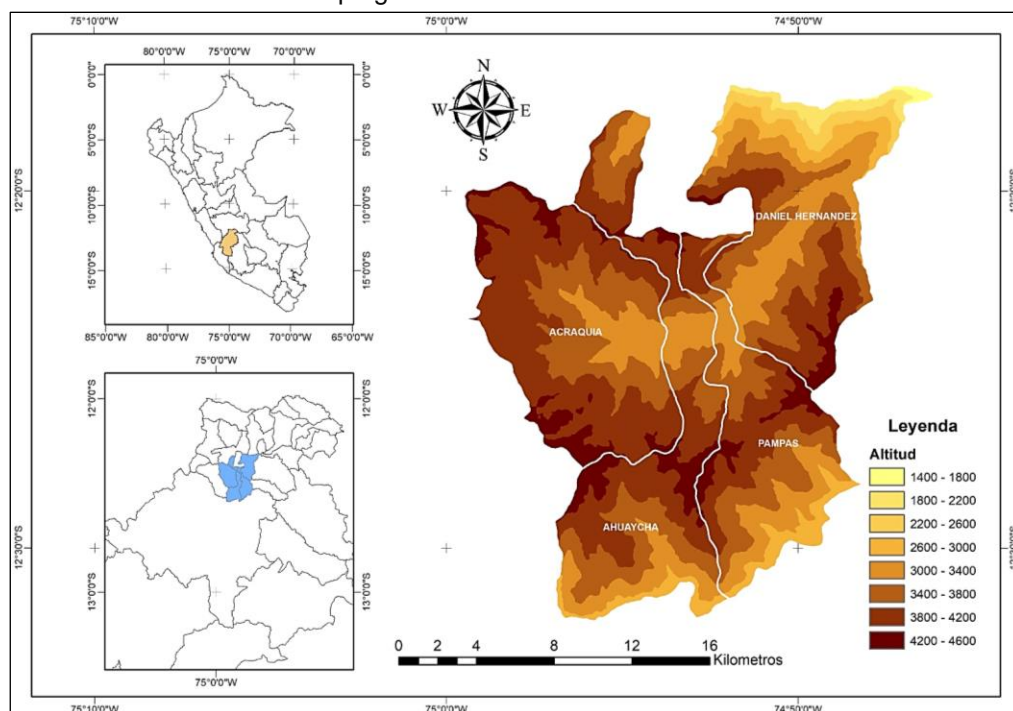 75°10'0"W 75°0'0"W 74°50'0"W
80°0'0"W 75°0'0"W 70°0'0"W
0°0'0"
5°0'0"S 5°0'0"S
10°0'0"S 10°0'0"S
15°0'0"S 15°0'0"S
85°0'0"W 80°0'0"W 75°0'0"W 70°0'0"W 65°0'0"W
75°0'0"W
12°0'0"S 12°0'0"S
13°0'0"S 13°0'0"S
75°0'0"W
N
W E
S
12°20'0"S
12°30'0"S
DANIEL HERNANDEZ
ACRAQUIA
PAMPAS
AHUAYCHA
Leyenda
Altitud
1400 - 1800
1800 - 2200
2200 - 2600
2600 - 3000
3000 - 3400
3400 - 3800
3800 - 4200
4200 - 4600
0 2 4 8 12 16
Kilometros
75°10'0"W 75°0'0"W 74°50'0"W